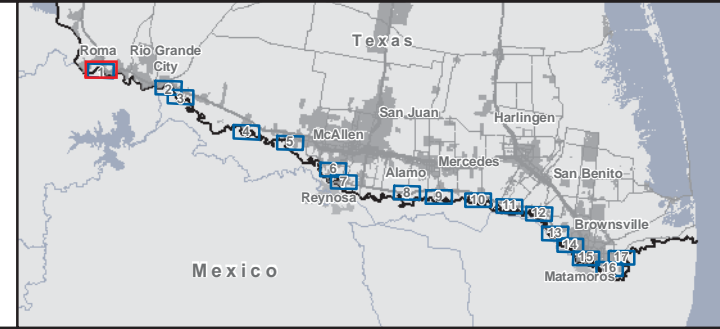 Texas
Roma
Rio Grande
City
1
2
3
4
5
McAllen
San Juan
Harlingen
6
7
Reynosa
Alamo
Mercedes
San Benito
8
9
10
11
12
Brownsville
13
14
15
16
17
Matamoros
Mexico